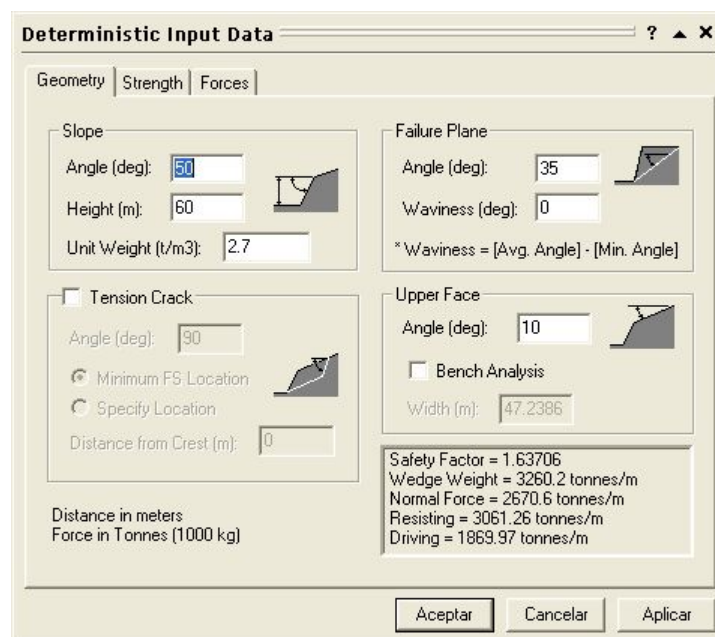 Deterministic Input Data ? ▲ X
Geometry Strength Forces
Slope
Angle (deg): 50
Height (m): 60
Unit Weight (t/m3): 2.7
Failure Plane
Angle (deg): 35
Waviness (deg): 0
* Waviness = [Avg. Angle] - [Min. Angle]
Tension Crack
Angle (deg): 90
Minimum FS Location
Specify Location
Distance from Crest (m): 0
Upper Face
Angle (deg): 10
Bench Analysis
Width (m): 47.2386
Distance in meters
Force in Tonnes (1000 kg)
Safety Factor = 1.63706
Wedge Weight = 3260.2 tonnes/m
Normal Force = 2670.6 tonnes/m
Resisting = 3061.26 tonnes/m
Driving = 1869.97 tonnes/m
Aceptar Cancelar Aplicar